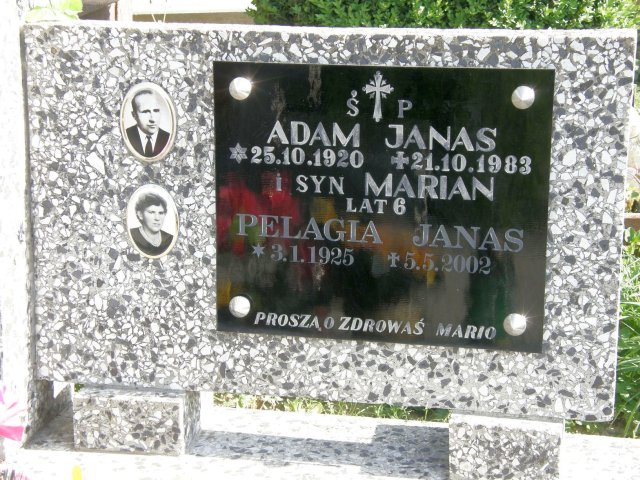 Ś P
ADAM JANAS
✡25.10.1920 ✝21.10.1983
i SYN MARIAN
LAT 6
PELAGIA JANAS
*3.1.1925 ✝5.5.2002
PROSZĄ O ZDROWAŚ MARIO